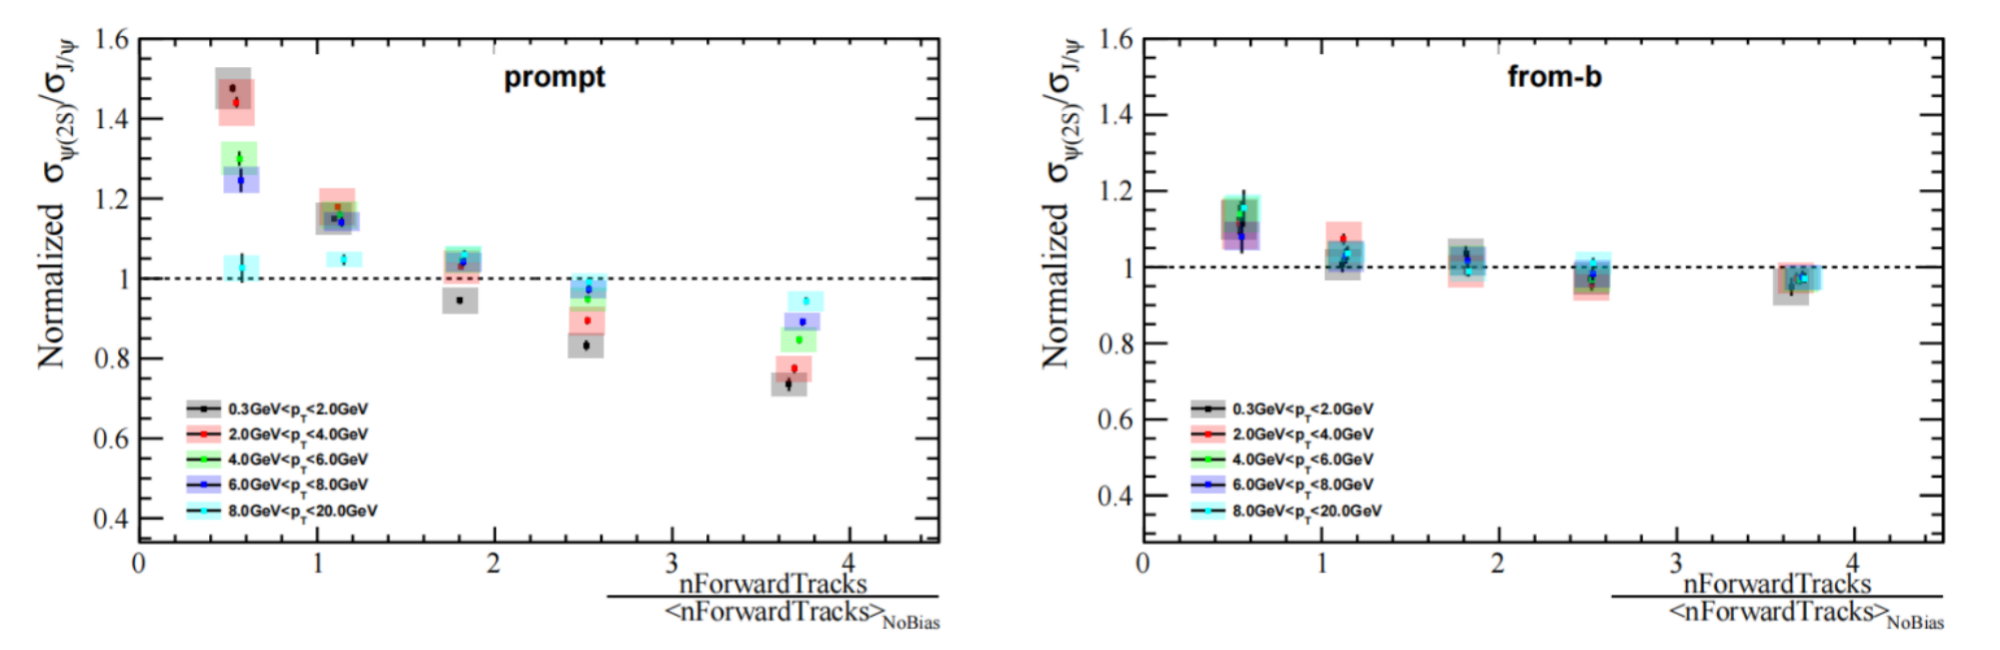 Normalized σψ(2S)/σJ/ψ
1.6
1.4
1.2
1
0.8
0.6
0.4
prompt
0.3GeV<pT<2.0GeV
2.0GeV<pT<4.0GeV
4.0GeV<pT<6.0GeV
6.0GeV<pT<8.0GeV
8.0GeV<pT<20.0GeV
0 1 2 3 4
nForwardTracks
<nForwardTracks>NoBias
Normalized σψ(2S)/σJ/ψ
1.6
1.4
1.2
1
0.8
0.6
0.4
from-b
0.3GeV<pT<2.0GeV
2.0GeV<pT<4.0GeV
4.0GeV<pT<6.0GeV
6.0GeV<pT<8.0GeV
8.0GeV<pT<20.0GeV
0 1 2 3 4
nForwardTracks
<nForwardTracks>NoBias